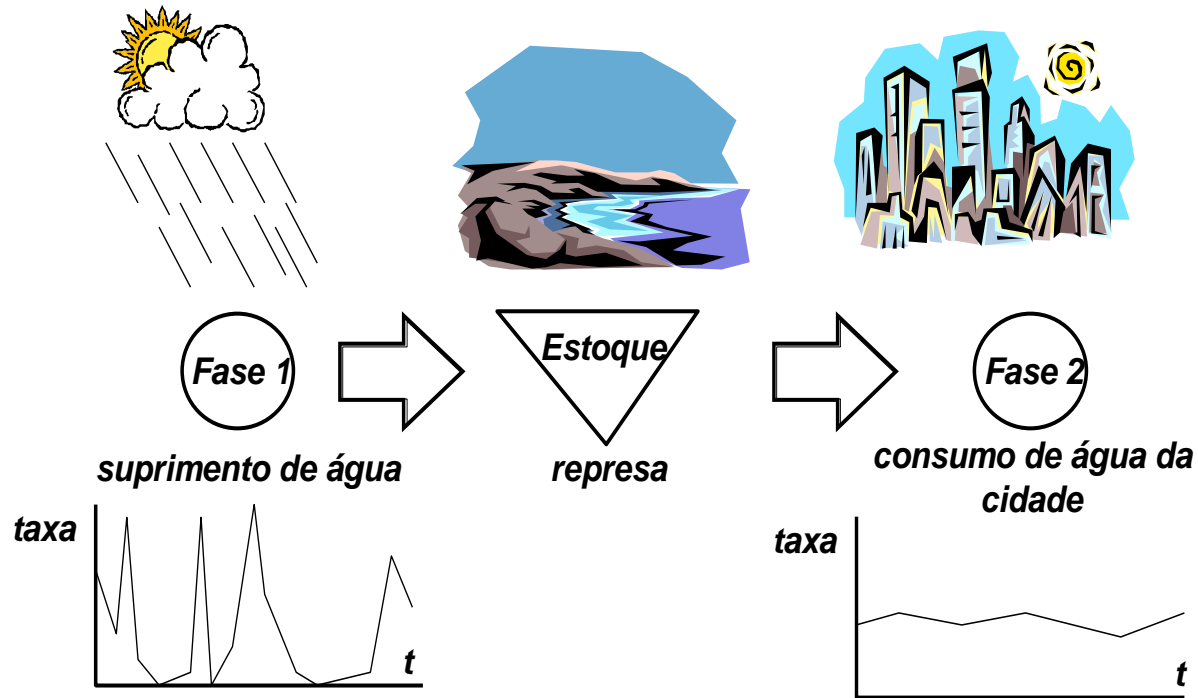 Fase 1
Estoque
Fase 2
suprimento de água
represa
consumo de água da
cidade
taxa
t
taxa
t